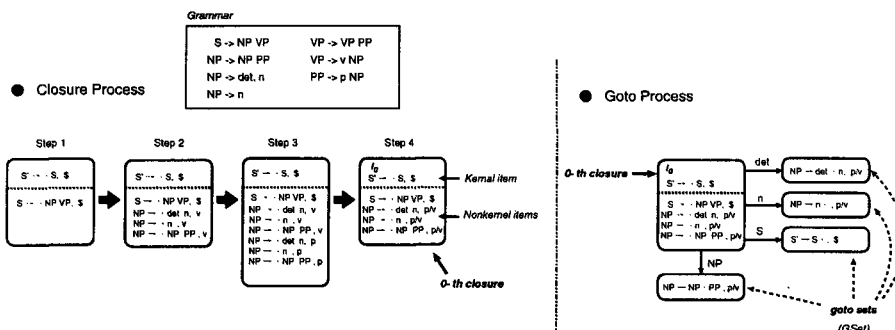 Grammar
S -> NP VP VP -> VP PP
NP -> NP PP VP -> v NP
NP -> det, n PP -> p NP
NP -> n
● Closure Process
Step 1
S' → · S, $
S → · NP VP, $
Step 2
S' → · S, $
S → · NP VP, $
NP → · det n, v
NP → · n, v
NP → · NP PP, v
Step 3
S' → · S, $
S → · NP VP, $
NP → · det n, v
NP → · n, v
NP → · NP PP, v
NP → · det n, p
NP → · n, p
NP → · NP PP, p
Step 4
I0
S' → · S, $
S → · NP VP, $
NP → · det n, p/v
NP → · n, p/v
NP → · NP PP, p/v
Kernal item
Nonkernel items
0- th closure
● Goto Process
0- th closure
I0
S' → · S, $
S → · NP VP, $
NP → · det n, p/v
NP → · n, p/v
NP → · NP PP, p/v
det
NP → det · n, p/v
n
NP → n · , p/v
S
S' → S · , $
NP
NP → NP · PP, p/v
goto sets
(GSet)